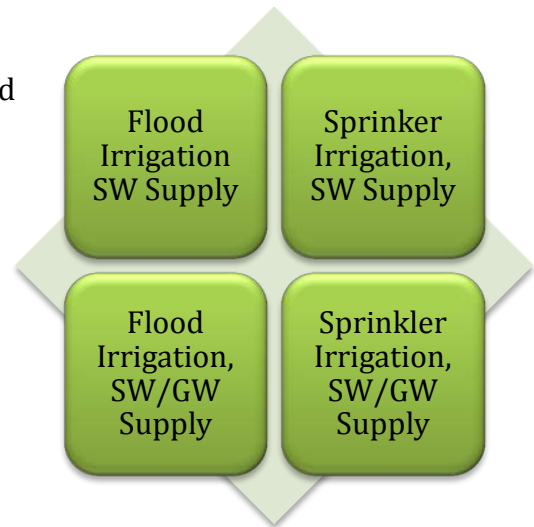 d
Flood
Irrigation
SW Supply
Sprinker
Irrigation,
SW Supply
Flood
Irrigation,
SW/GW
Supply
Sprinkler
Irrigation,
SW/GW
Supply